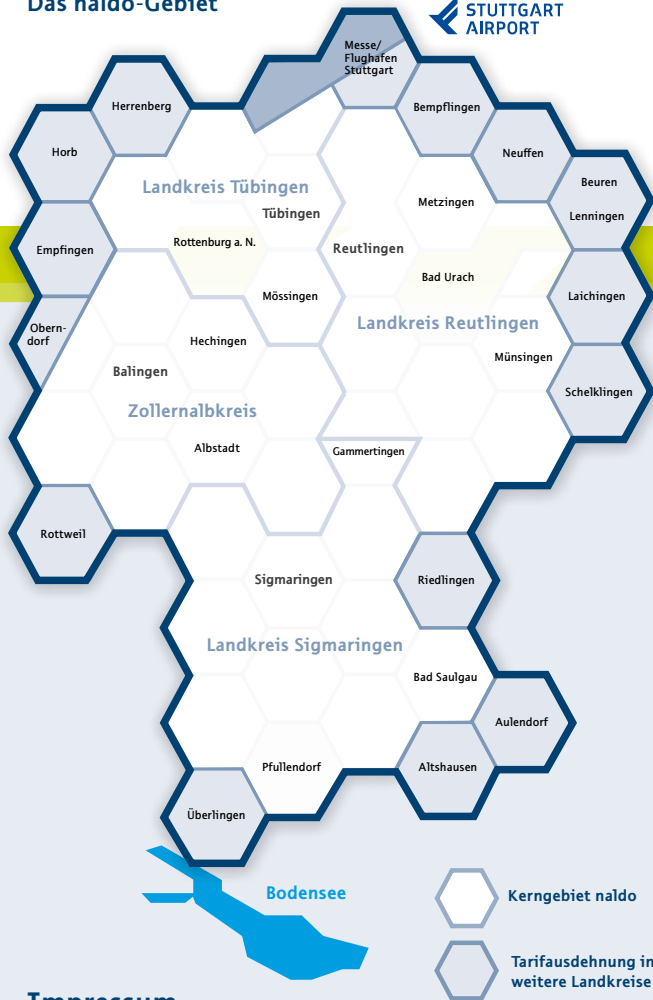 Das naldo-Gebiet
STUTTGART
AIRPORT
Messe/
Flughafen
Stuttgart
Herrenberg
Bempflingen
Horb
Neuffen
Beuren
Lenningen
Landkreis Tübingen
Tübingen
Metzingen
Rottenburg a. N.
Reutlingen
Empfingen
Bad Urach
Mössingen
Laichingen
Obern-
dorf
Landkreis Reutlingen
Hechingen
Münsingen
Balingen
Schelklingen
Zollernalbkreis
Albstadt
Gammertingen
Rottweil
Sigmaringen
Riedlingen
Landkreis Sigmaringen
Bad Saulgau
Aulendorf
Pfullendorf
Altshausen
Überlingen
Bodensee
Kerngebiet naldo
Tarifausdehnung in
weitere Landkreise
Impressum